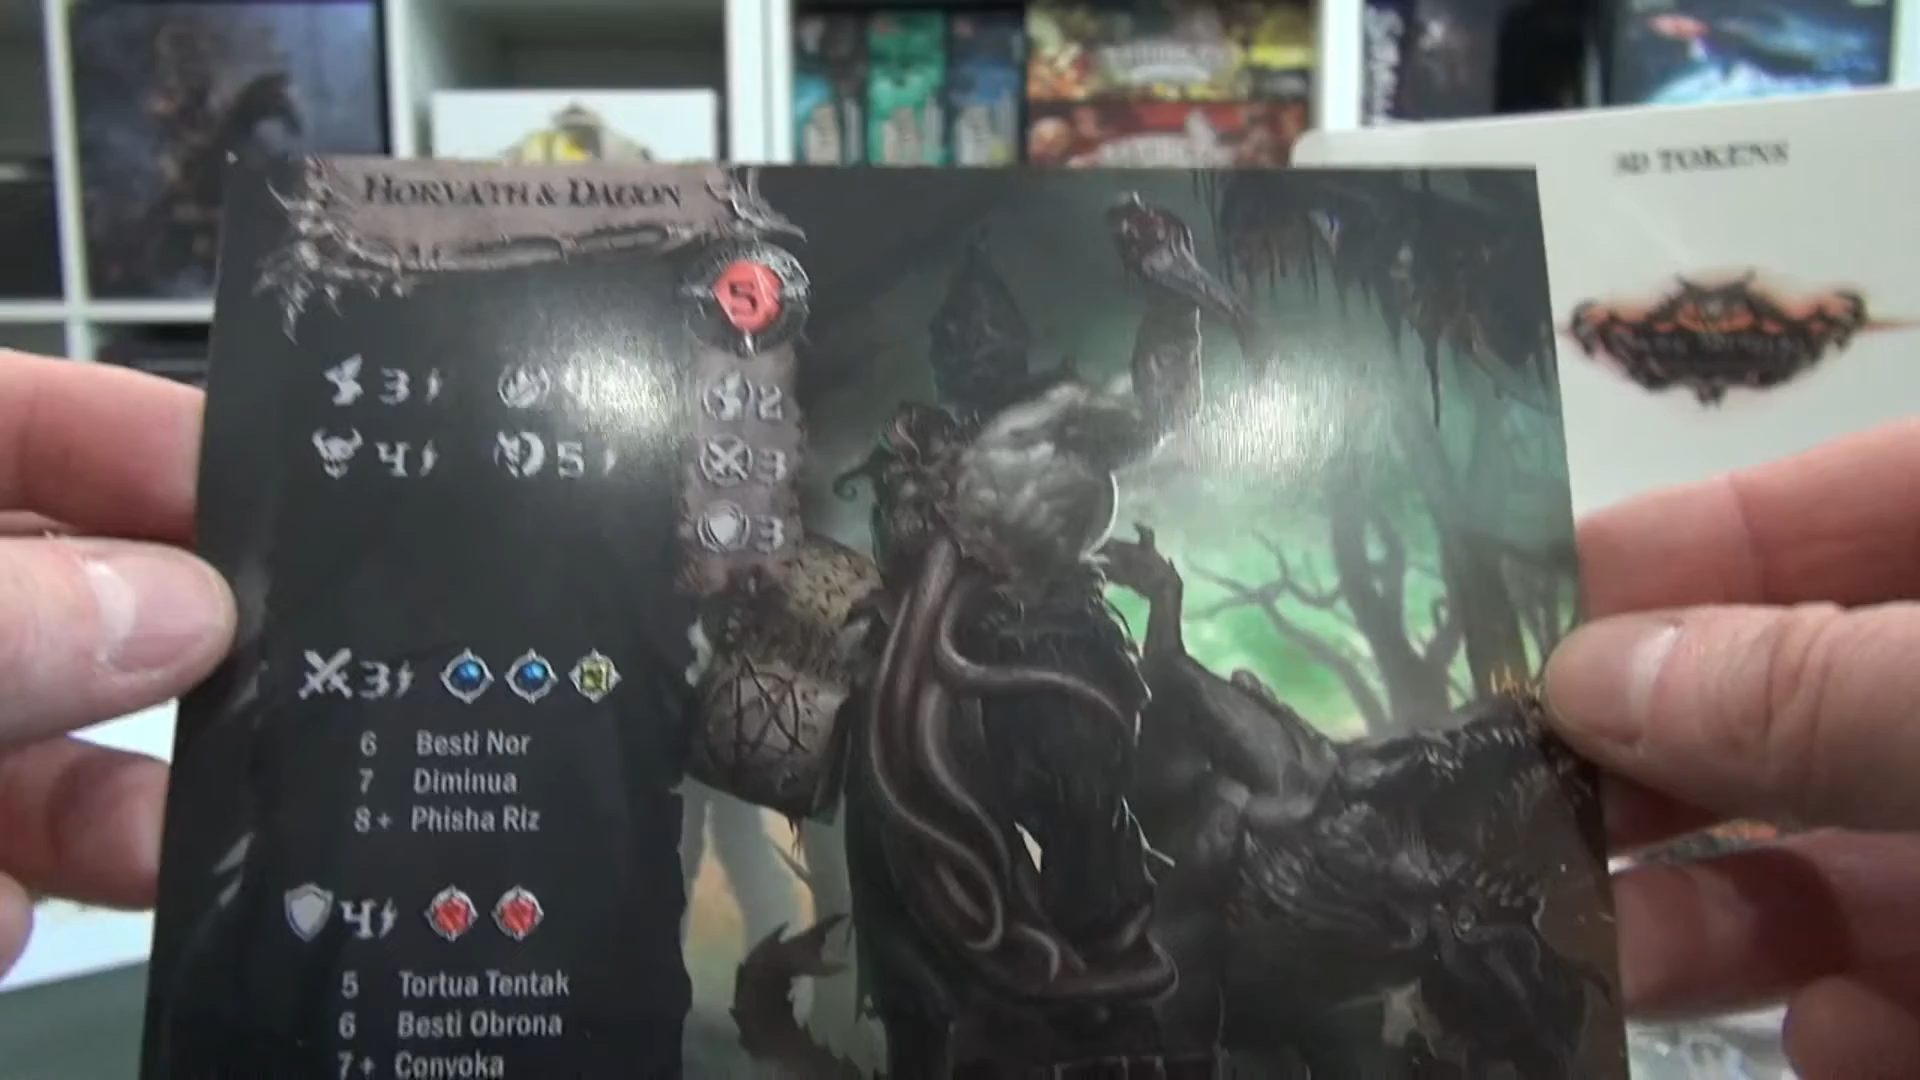 HORVATH & DAGON
3D TOKENS
5
3
2
4 5
3
3
3
6 Besti Nor
7 Diminua
8+ Phisha Riz
4
5 Tortua Tentak
6 Besti Obrona
7+ Conyoka